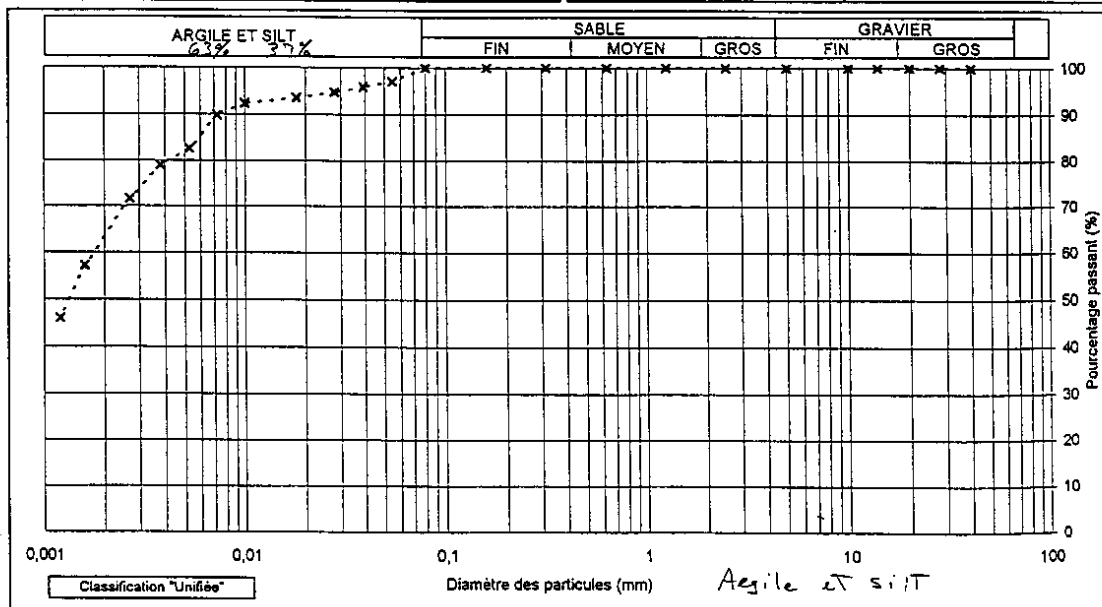 ARGILE ET SILT
63% 37%
SABLE
GRAVIER
FIN
MOYEN
GROS
FIN
GROS
100
90
80
70
60
50
40
30
20
10
0
Pourcentage passant (%)
0,001
0,01
0,1
1
10
100
Classification "Unifiée"
Diamètre des particules (mm)
Argile eT silT